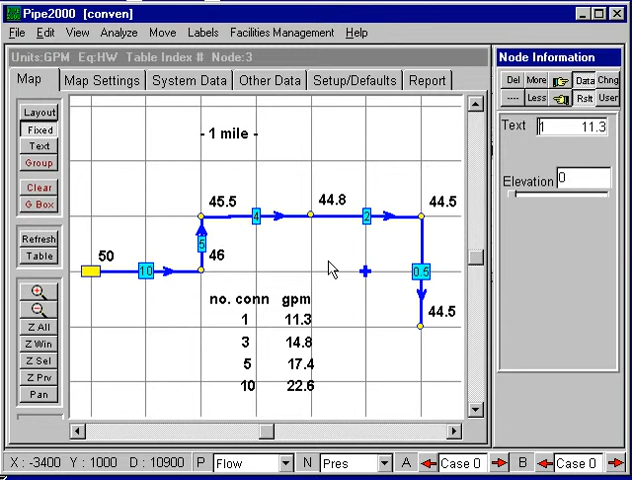 Pipe2000 [conven]
File Edit View Analyze Move Labels Facilities Management Help
Units:GPM Eq:HW Table Index # Node:3
Map Map Settings System Data Other Data Setup/Defaults Report
Layout
Fixed
Text
Group
Clear
G Box
Refresh
Table
Z All
Z Win
Z Sel
Z Prv
Pan
- 1 mile -
45.5 44.8 44.5
4 2
5
50 46
10 0.5
44.5
no. conn gpm
1 11.3
3 14.8
5 17.4
10 22.6
Node Information
Del More Data Chng
---- Less Rslt User
Text 1 11.3
Elevation 0
X : -3400 Y : 1000 D : 10900 P Flow N Pres A Case 0 B Case 0